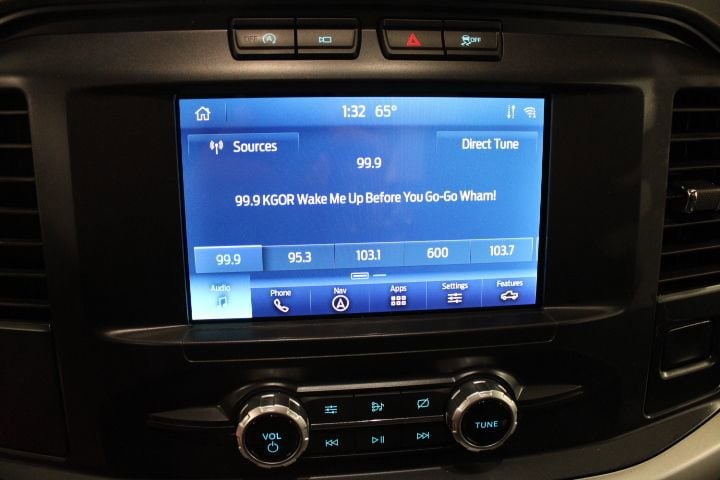 OFF
OFF
1:32 65°
Sources
Direct Tune
99.9
99.9 KGOR Wake Me Up Before You Go-Go Wham!
99.9 95.3 103.1 600 103.7
Audio Phone Nav Apps Settings Features
VOL
TUNE